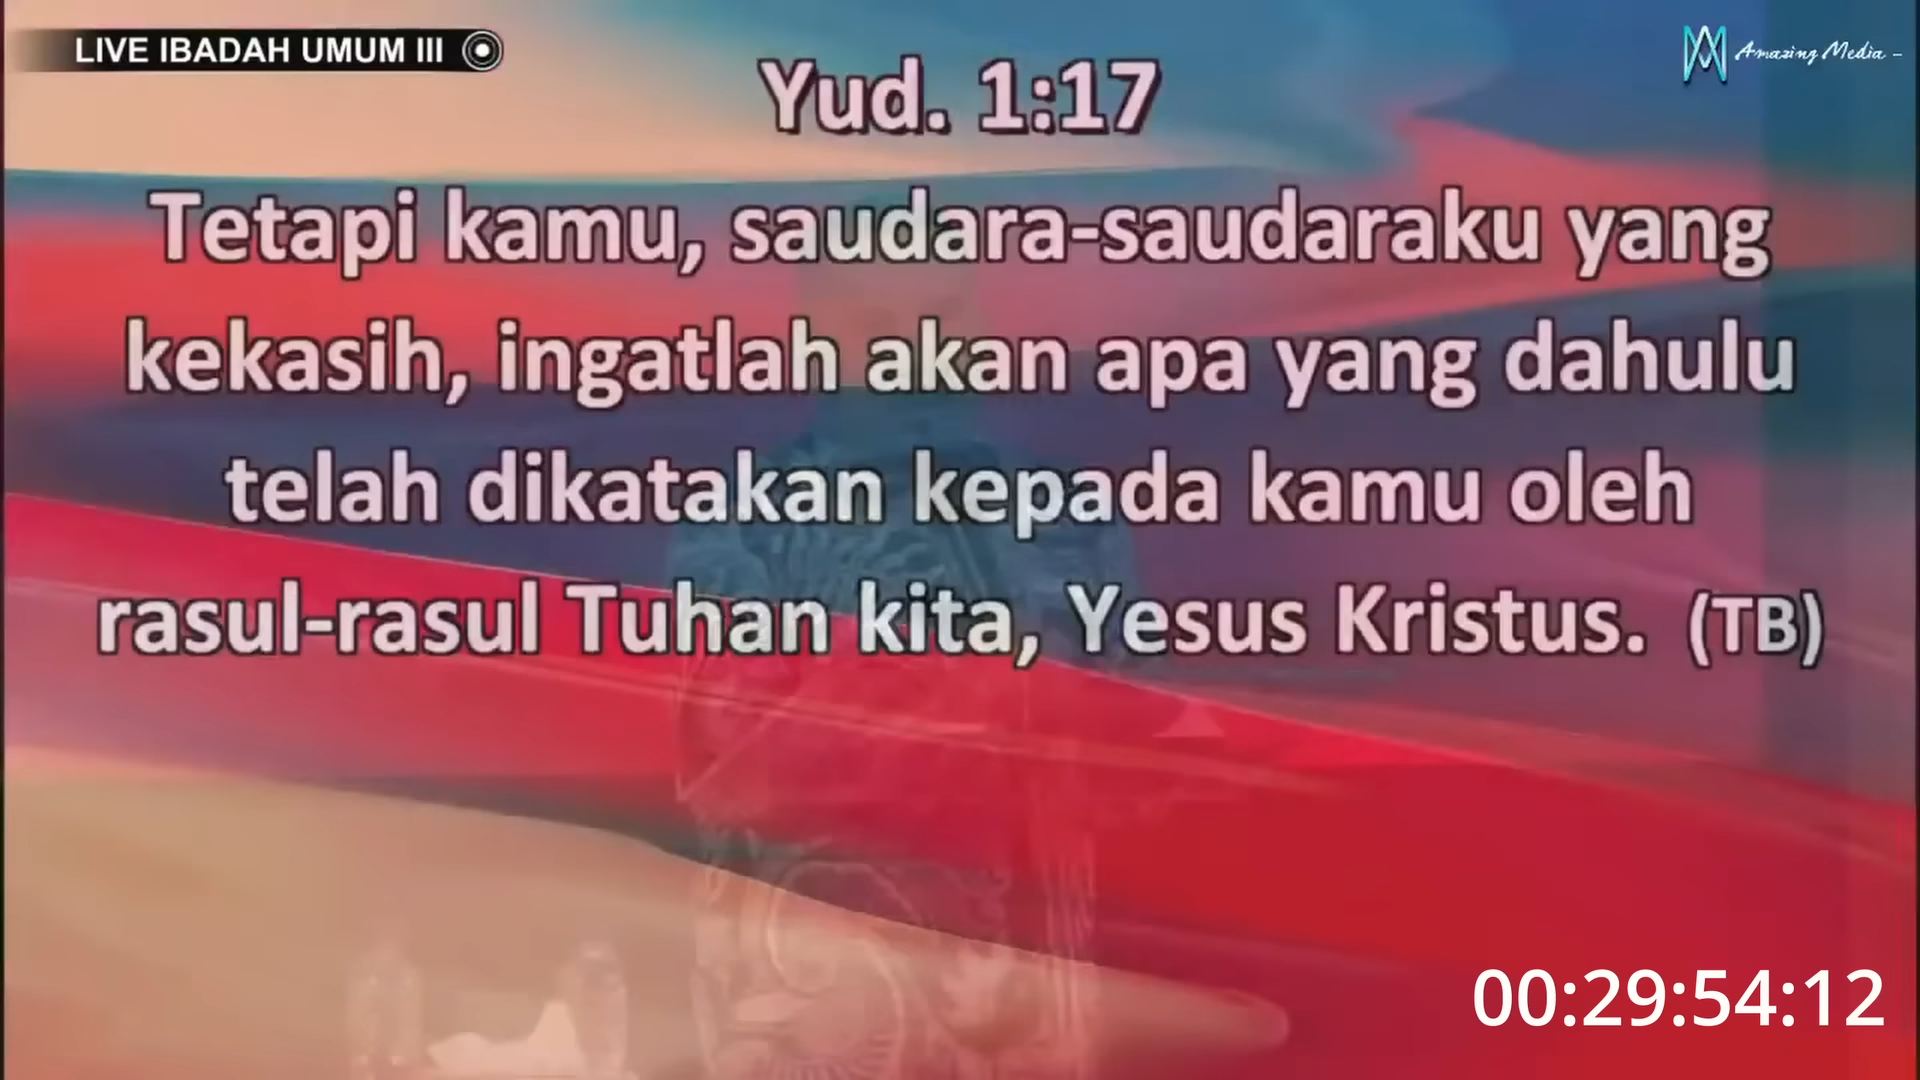 LIVE IBADAH UMUM III
Amazing Media -
Yud. 1:17
Tetapi kamu, saudara-saudaraku yang
kekasih, ingatlah akan apa yang dahulu
telah dikatakan kepada kamu oleh
rasul-rasul Tuhan kita, Yesus Kristus. (TB)
00:29:54:12